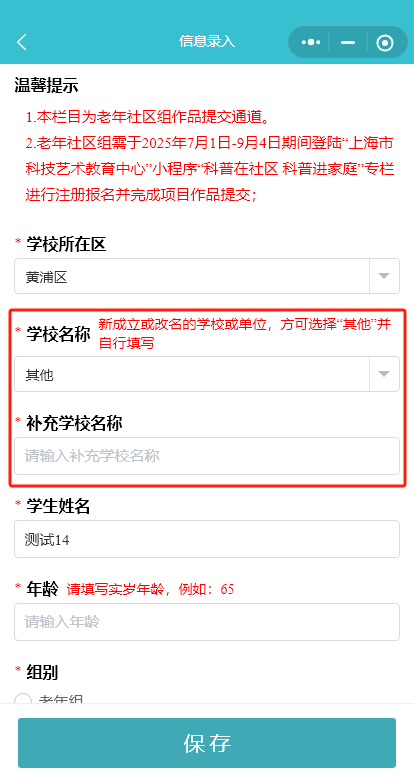 信息录入
温馨提示
1.本栏目为老年社区组作品提交通道。
2.老年社区组需于2025年7月1日-9月4日期间登陆“上海市
科技艺术教育中心”小程序“科普在社区 科普进家庭”专栏
进行注册报名并完成项目作品提交；
* 学校所在区
黄浦区
* 学校名称 新成立或改名的学校或单位，方可选择“其他”并
自行填写
其他
* 补充学校名称
请输入补充学校名称
* 学生姓名
测试14
* 年龄 请填写实岁年龄，例如：65
请输入年龄
* 组别
老年组
保存